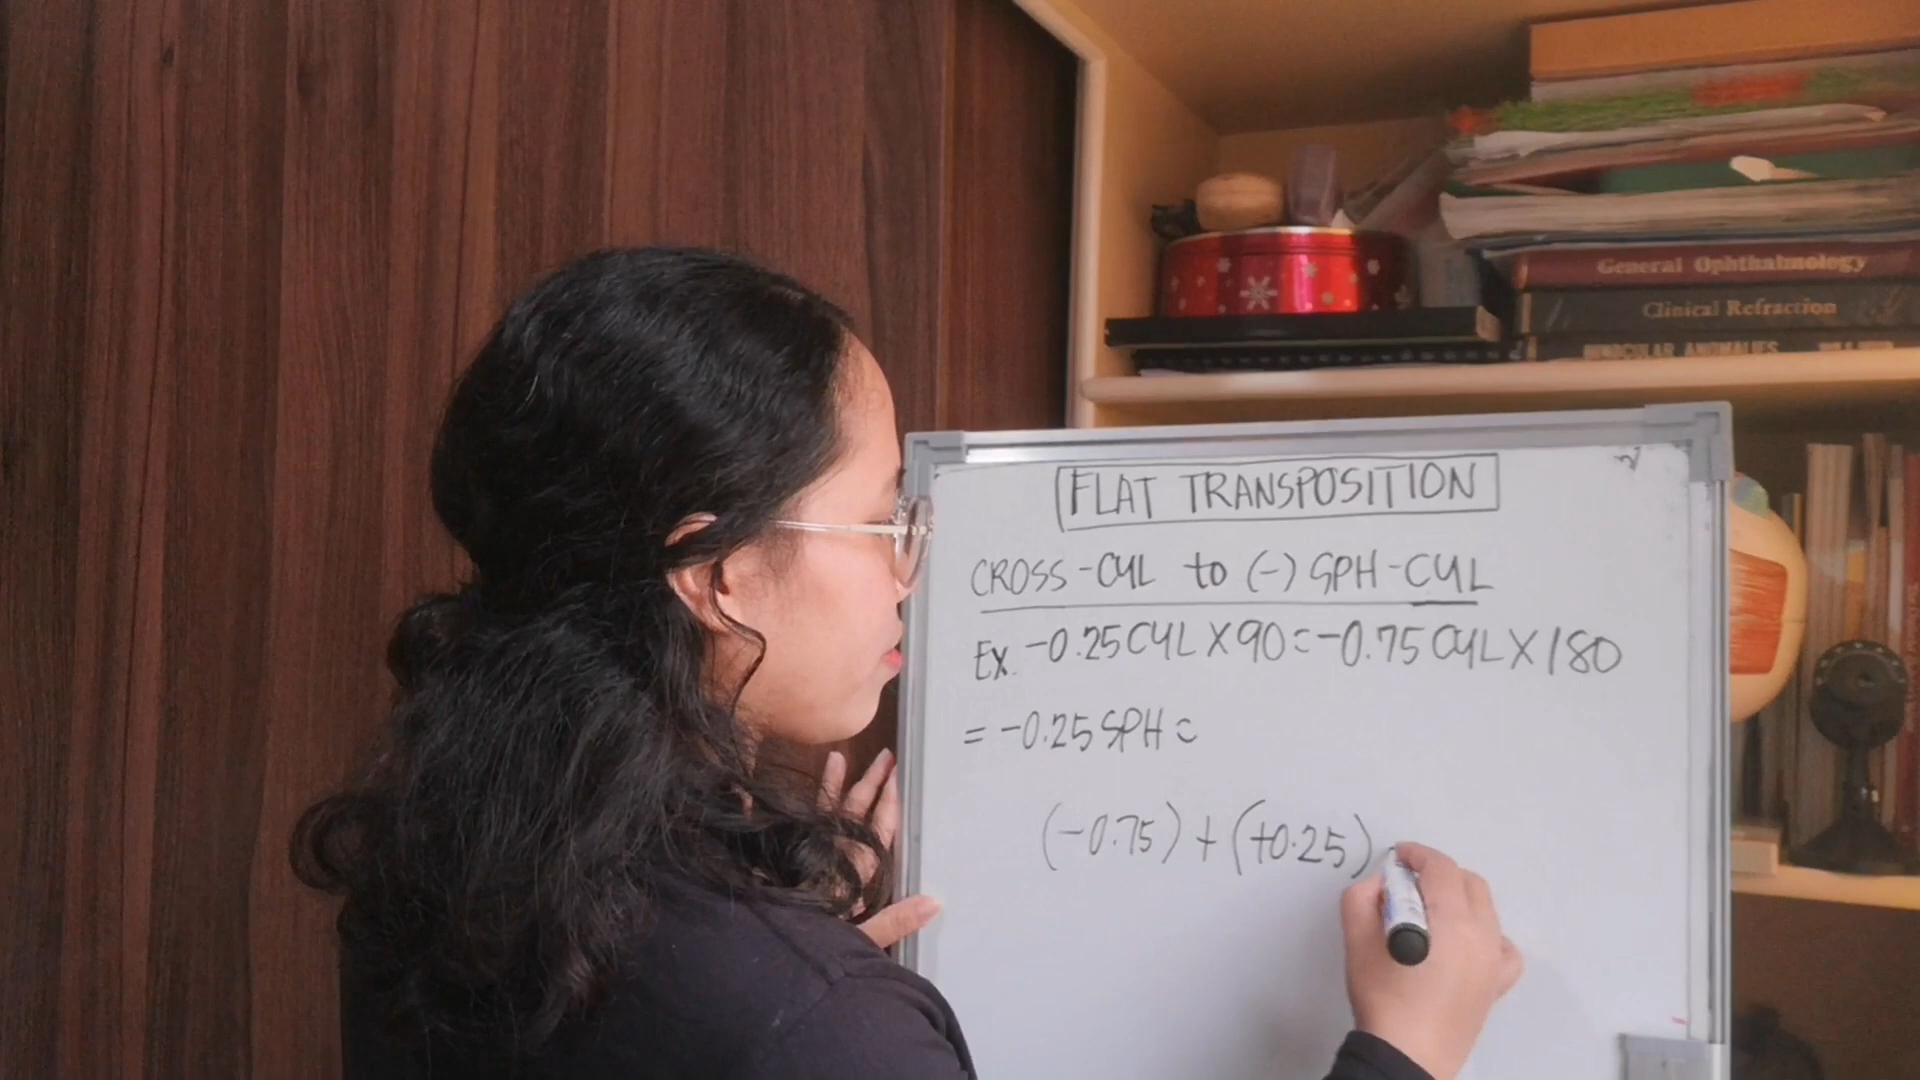 General Ophthalmology
Clinical Refraction
ANOMALIES
FLAT TRANSPOSITION
CROSS-CYL to (-) SPH-CYL
Ex. -0.25 CYL X 90 = -0.75 CYL X 180
= -0.25 SPH =
(-0.75) + (+0.25)